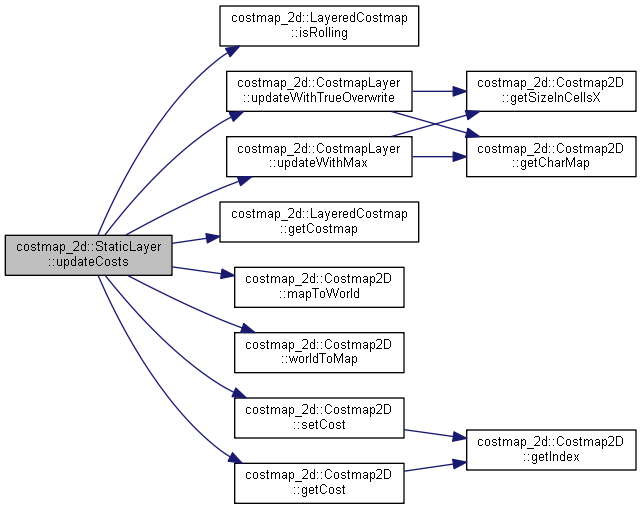 costmap_2d::LayeredCostmap
::isRolling
costmap_2d::CostmapLayer
::updateWithTrueOverwrite
costmap_2d::Costmap2D
::getSizeInCellsX
costmap_2d::CostmapLayer
::updateWithMax
costmap_2d::Costmap2D
::getCharMap
costmap_2d::StaticLayer
::updateCosts
costmap_2d::LayeredCostmap
::getCostmap
costmap_2d::Costmap2D
::mapToWorld
costmap_2d::Costmap2D
::worldToMap
costmap_2d::Costmap2D
::setCost
costmap_2d::Costmap2D
::getIndex
costmap_2d::Costmap2D
::getCost